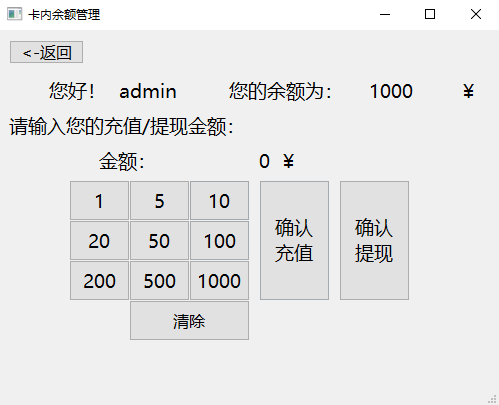 卡内余额管理
<-返回
您好！ admin 您的余额为： 1000 ¥
请输入您的充值/提现金额：
金额： 0 ¥
1 5 10
20 50 100
200 500 1000
确认
充值
确认
提现
清除